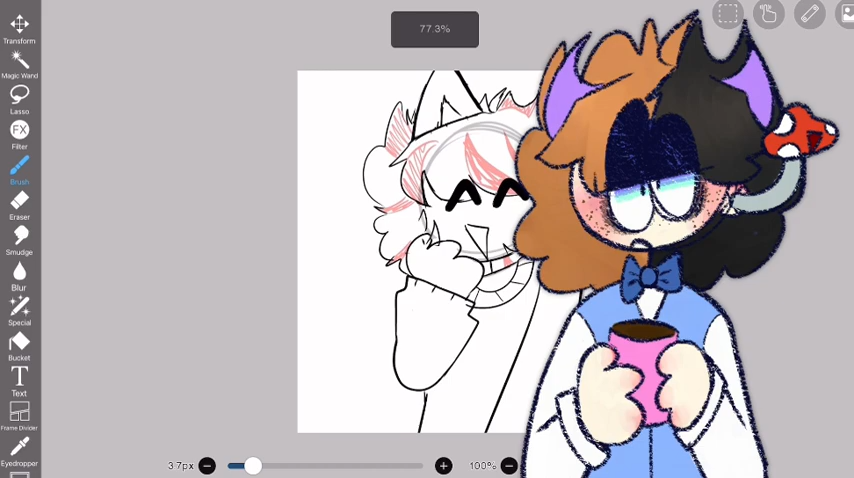 77.3%
Transform
Magic Wand
Lasso
FX
Filter
Brush
Eraser
Smudge
Blur
Special
Bucket
T
Text
Frame Divider
Eyedropper
3.7px
100%